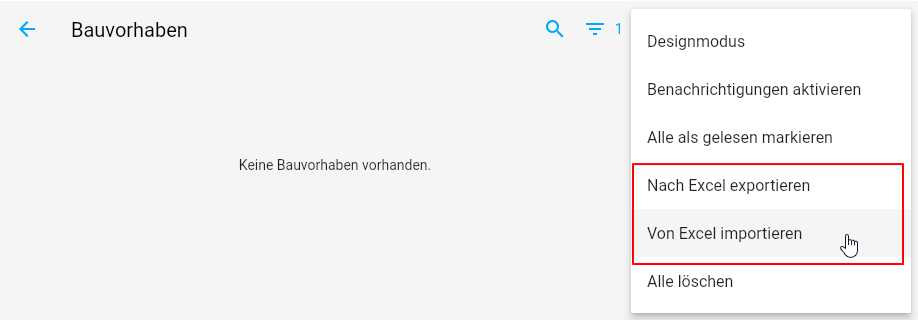 Bauvorhaben
1
Keine Bauvorhaben vorhanden.
Designmodus
Benachrichtigungen aktivieren
Alle als gelesen markieren
Nach Excel exportieren
Von Excel importieren
Alle löschen